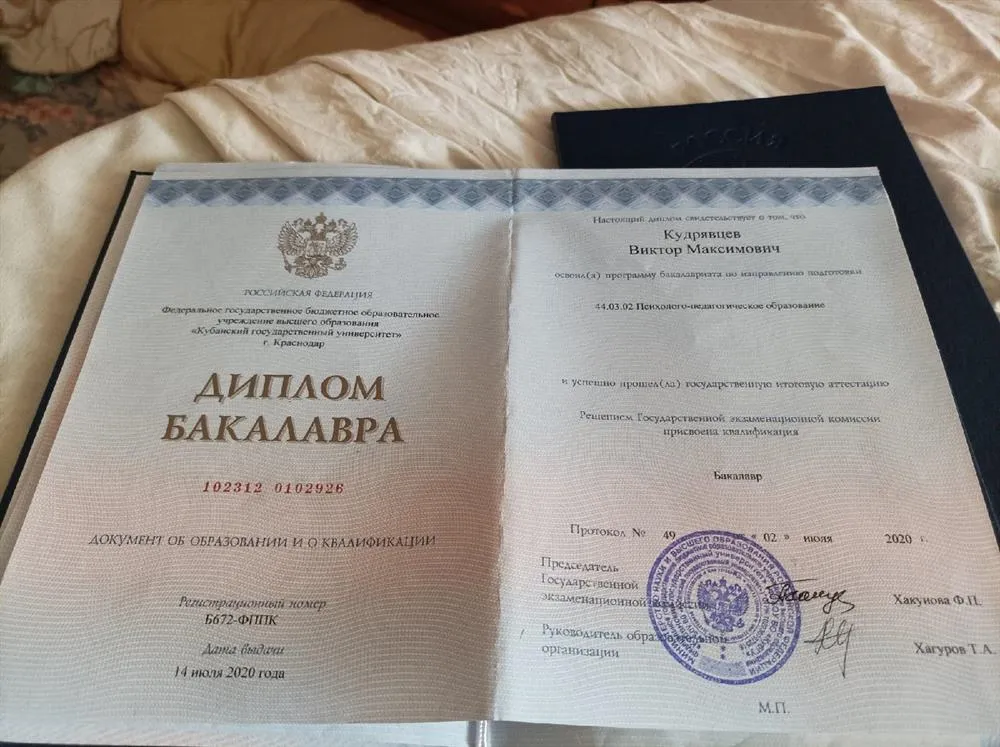 РОССИЯ
РОССИЙСКАЯ ФЕДЕРАЦИЯ
Федеральное государственное бюджетное образовательное
учреждение высшего образования
«Кубанский государственный университет»
г. Краснодар
ДИПЛОМ
БАКАЛАВРА
102312 0102926
ДОКУМЕНТ ОБ ОБРАЗОВАНИИ И О КВАЛИФИКАЦИИ
Регистрационный номер
Б672-ФППК
Дата выдачи
14 июля 2020 года
Настоящий диплом свидетельствует о том, что
Кудрявцев
Виктор Максимович
освоил(а) программу бакалавриата по направлению подготовки
44.03.02 Психолого-педагогическое образование
и успешно прошел(ла) государственную итоговую аттестацию
Решением Государственной экзаменационной комиссии
присвоена квалификация
Бакалавр
Протокол № 49 от « 02 » июля 2020 г.
Председатель
Государственной
экзаменационной комиссии
Хакунова Ф.П.
Руководитель образовательной
организации
Хагуров Т.А.
М.П.